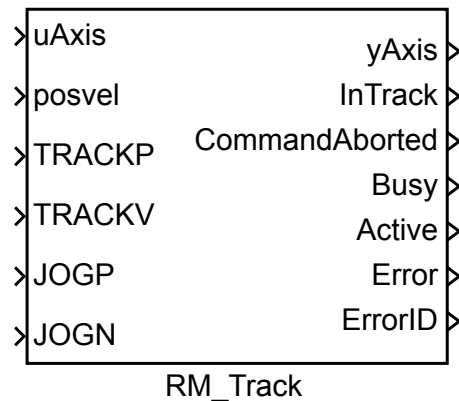 uAxis
posvel
TRACKP
TRACKV
JOGP
JOGN
yAxis
InTrack
CommandAborted
Busy
Active
Error
ErrorID
RM_Track